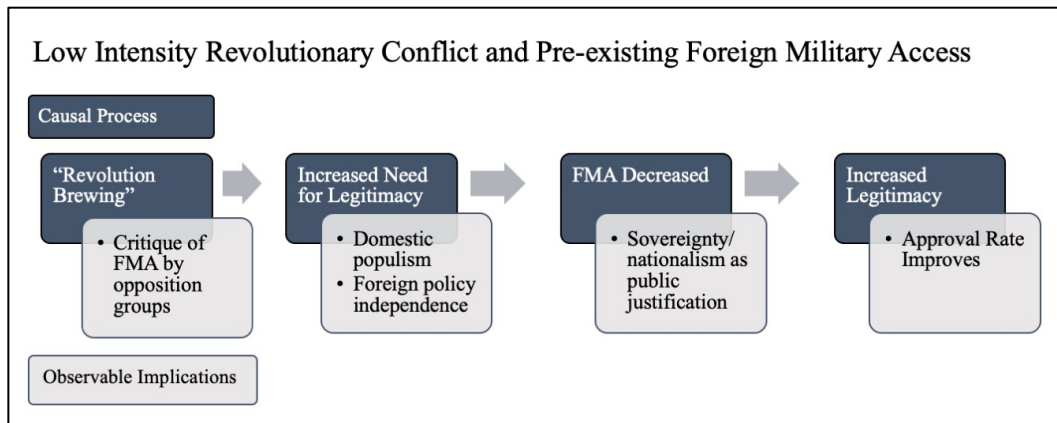 Low Intensity Revolutionary Conflict and Pre-existing Foreign Military Access
Causal Process
“Revolution
Brewing”
• Critique of
FMA by
opposition
groups
Increased Need
for Legitimacy
• Domestic
populism
• Foreign policy
independence
FMA Decreased
• Sovereignty/
nationalism as
public
justification
Increased
Legitimacy
• Approval Rate
Improves
Observable Implications